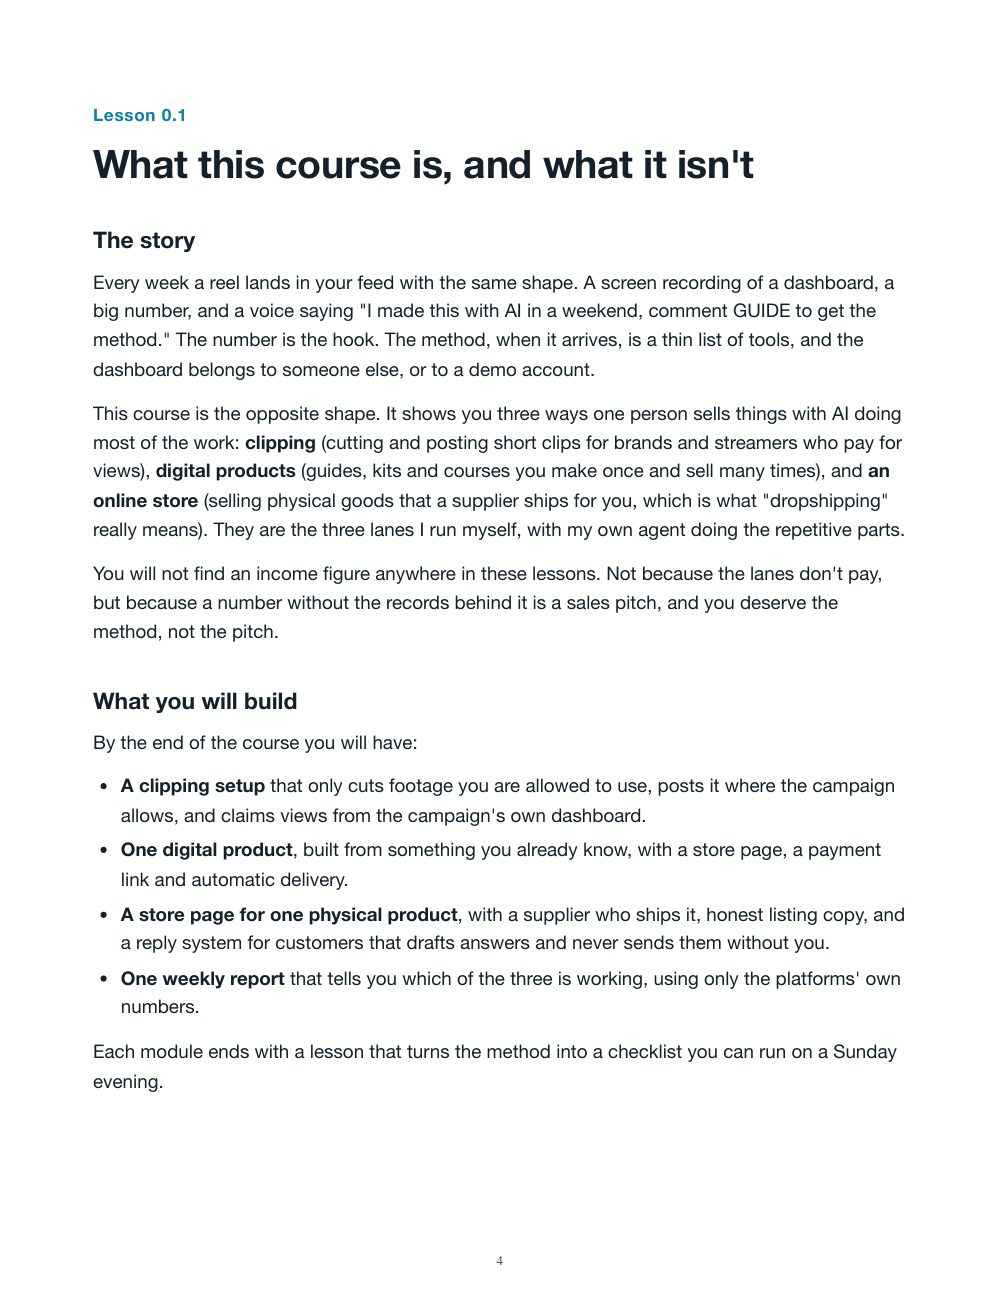 Lesson 0.1
What this course is, and what it isn't
The story
Every week a reel lands in your feed with the same shape. A screen recording of a dashboard, a
big number, and a voice saying "I made this with AI in a weekend, comment GUIDE to get the
method." The number is the hook. The method, when it arrives, is a thin list of tools, and the
dashboard belongs to someone else, or to a demo account.
This course is the opposite shape. It shows you three ways one person sells things with AI doing
most of the work: clipping (cutting and posting short clips for brands and streamers who pay for
views), digital products (guides, kits and courses you make once and sell many times), and an
online store (selling physical goods that a supplier ships for you, which is what "dropshipping"
really means). They are the three lanes I run myself, with my own agent doing the repetitive parts.
You will not find an income figure anywhere in these lessons. Not because the lanes don't pay,
but because a number without the records behind it is a sales pitch, and you deserve the
method, not the pitch.
What you will build
By the end of the course you will have:
• A clipping setup that only cuts footage you are allowed to use, posts it where the campaign
allows, and claims views from the campaign's own dashboard.
• One digital product, built from something you already know, with a store page, a payment
link and automatic delivery.
• A store page for one physical product, with a supplier who ships it, honest listing copy, and
a reply system for customers that drafts answers and never sends them without you.
• One weekly report that tells you which of the three is working, using only the platforms' own
numbers.
Each module ends with a lesson that turns the method into a checklist you can run on a Sunday
evening.
4